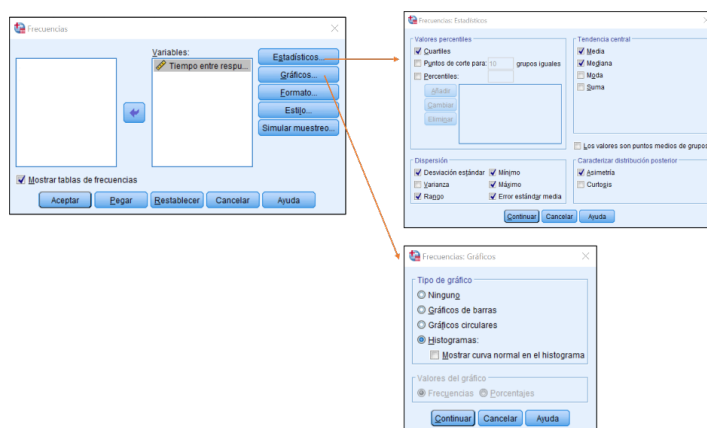 Frecuencias
Variables:
Tiempo entre respu...
Estadísticos...
Gráficos...
Formato...
Estilo...
Simular muestreo...
Mostrar tablas de frecuencias
Aceptar Pegar Restablecer Cancelar Ayuda
Frecuencias: Estadísticos
Valores percentiles
Cuartiles
Puntos de corte para: 10 grupos iguales
Percentiles:
Añadir
Cambiar
Eliminar
Tendencia central
Media
Mediana
Moda
Suma
Los valores son puntos medios de grupos
Dispersión
Desviación estándar Mínimo
Varianza Máximo
Rango Error estándar media
Caracterizar distribución posterior
Asimetría
Curtosis
Continuar Cancelar Ayuda
Frecuencias: Gráficos
Tipo de gráfico
Ninguno
Gráficos de barras
Gráficos circulares
Histogramas:
Mostrar curva normal en el histograma
Valores del gráfico
Frecuencias Porcentajes
Continuar Cancelar Ayuda